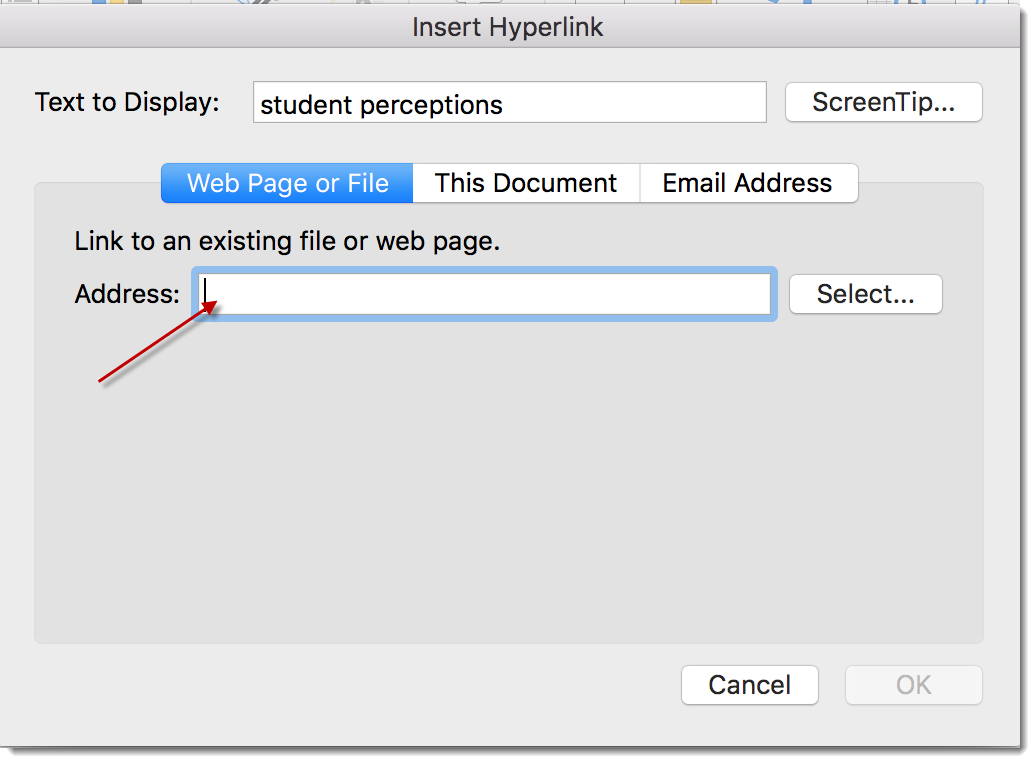 Insert Hyperlink
Text to Display: student perceptions ScreenTip...
Web Page or File This Document Email Address
Link to an existing file or web page.
Address: Select...
Cancel OK